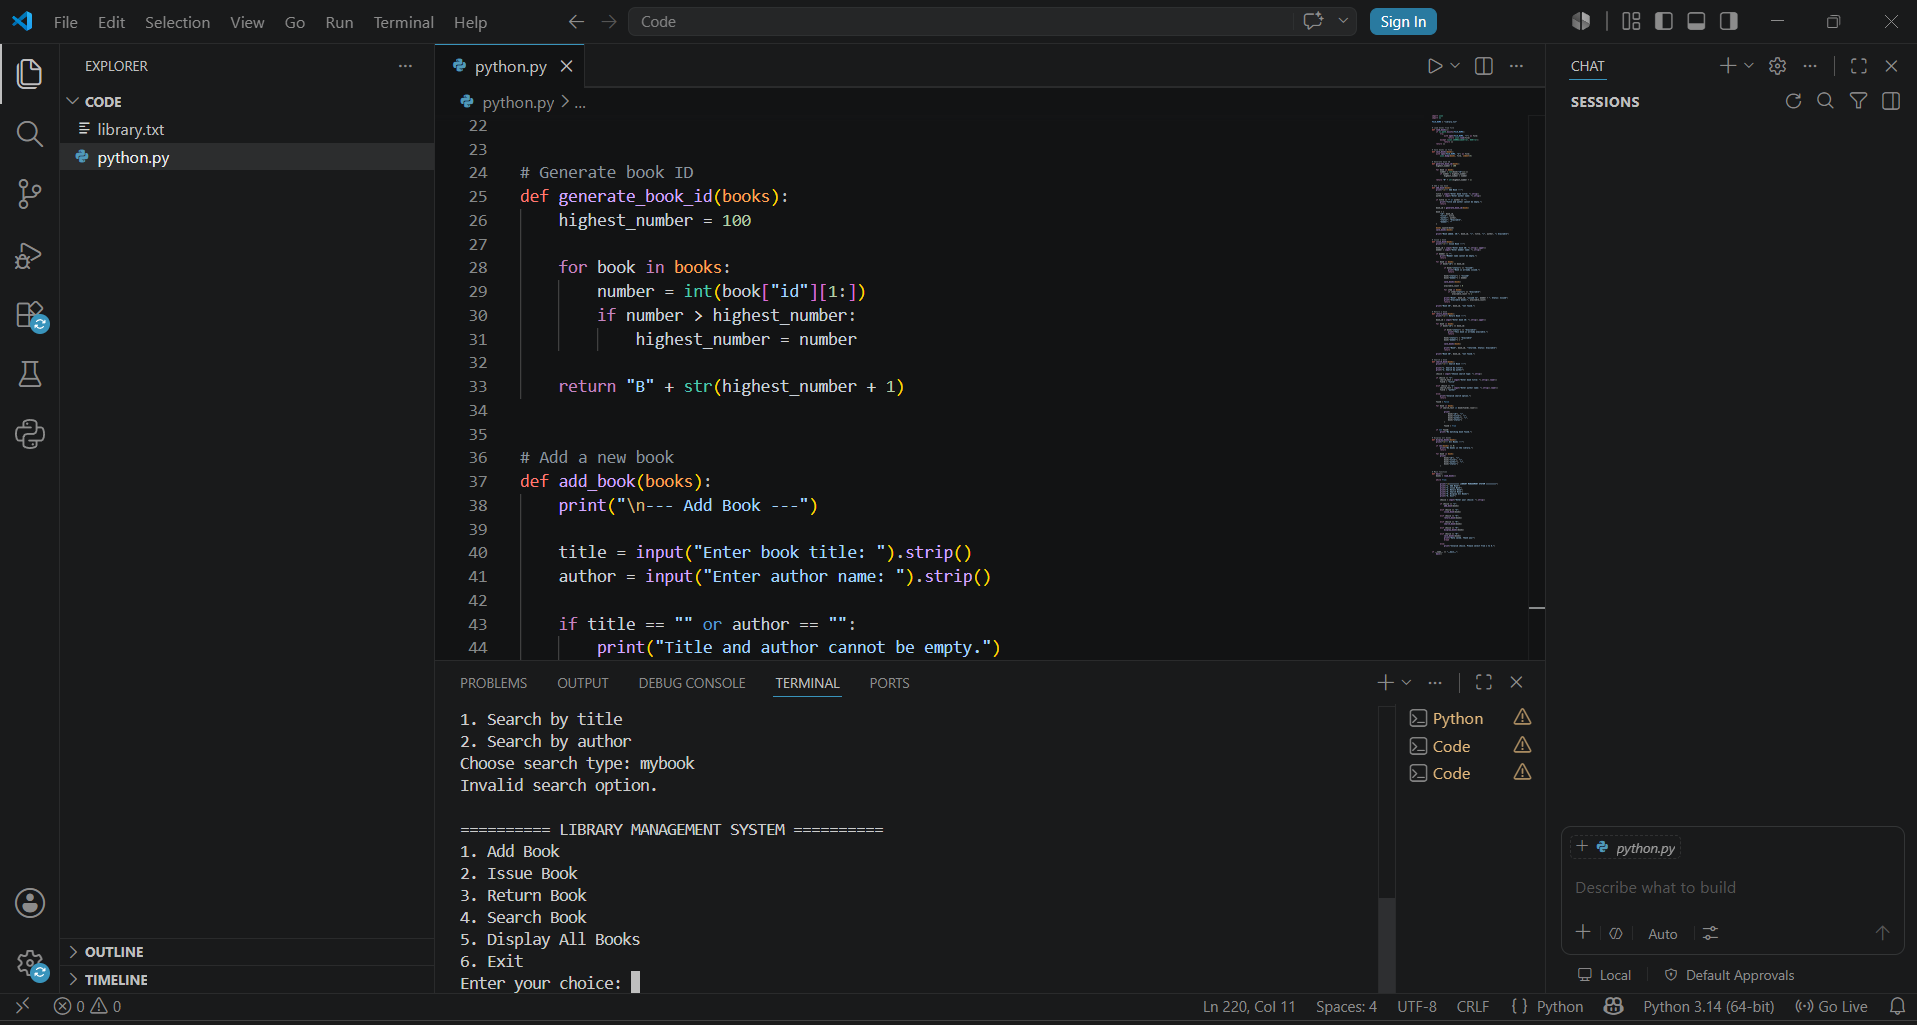 File Edit Selection View Go Run Terminal Help
Code
Sign In
EXPLORER
CODE
library.txt
python.py
OUTLINE
TIMELINE
python.py
python.py > ...
22
23
24 # Generate book ID
25 def generate_book_id(books):
26 highest_number = 100
27
28 for book in books:
29 number = int(book["id"][1:])
30 if number > highest_number:
31 highest_number = number
32
33 return "B" + str(highest_number + 1)
34
35
36 # Add a new book
37 def add_book(books):
38 print("\n--- Add Book ---")
39
40 title = input("Enter book title: ").strip()
41 author = input("Enter author name: ").strip()
42
43 if title == "" or author == "":
44 print("Title and author cannot be empty.")
PROBLEMS OUTPUT DEBUG CONSOLE TERMINAL PORTS
1. Search by title
2. Search by author
Choose search type: mybook
Invalid search option.
========== LIBRARY MANAGEMENT SYSTEM ==========
1. Add Book
2. Issue Book
3. Return Book
4. Search Book
5. Display All Books
6. Exit
Enter your choice:
Python
Code
Code
CHAT
SESSIONS
python.py
Describe what to build
Auto
Local Default Approvals
0 0
Ln 220, Col 11 Spaces: 4 UTF-8 CRLF { } Python Python 3.14 (64-bit) Go Live